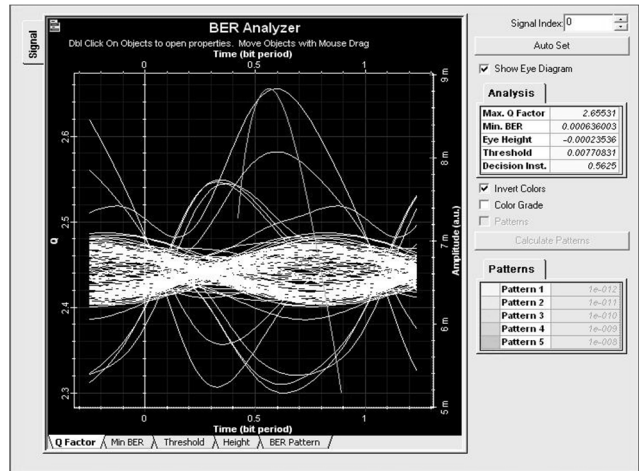 Signal
BER Analyzer
Dbl Click On Objects to open properties. Move Objects with Mouse Drag
Time (bit period)
0 0.5 1
2.6
2.5
2.4
2.3
Q
9 m
8 m
7 m
6 m
5 m
Amplitude (a.u.)
0 0.5 1
Time (bit period)
Q Factor Min BER Threshold Height BER Pattern
Signal Index: 0
Auto Set
Show Eye Diagram
Analysis
Max. Q Factor 2.65531
Min. BER 0.000636003
Eye Height -0.00023536
Threshold 0.00770831
Decision Inst. 0.5625
Invert Colors
Color Grade
Patterns
Calculate Patterns
Patterns
Pattern 1 1e-012
Pattern 2 1e-011
Pattern 3 1e-010
Pattern 4 1e-009
Pattern 5 1e-008